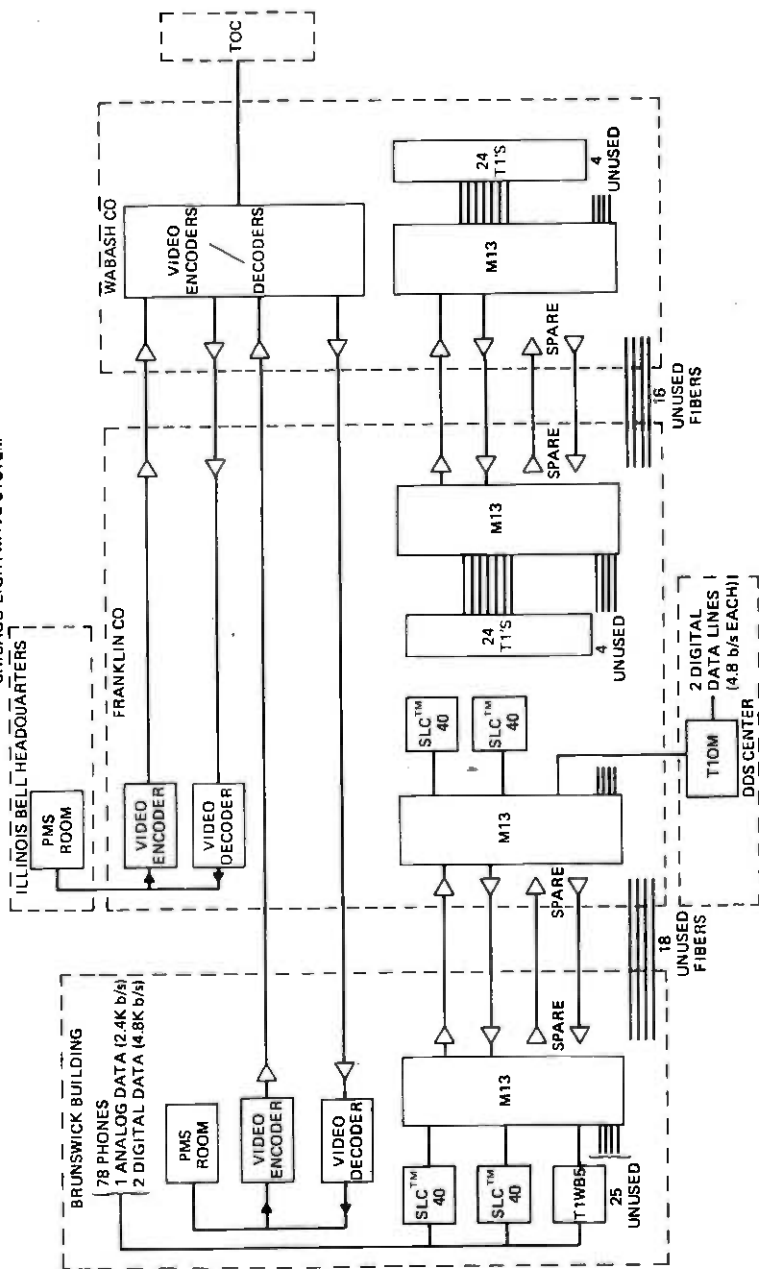 ILLINOIS BELL HEADQUARTERS
PMS
ROOM
BRUNSWICK BUILDING
78 PHONES
1 ANALOG DATA (2.4K b/s)
2 DIGITAL DATA (4.8K b/s)
PMS
ROOM
VIDEO
ENCODER
VIDEO
DECODER
SLC™
40
SLC™
40
T1WB5
25
UNUSED
M13
SPARE
18
UNUSED
FIBERS
FRANKLIN CO
VIDEO
ENCODER
VIDEO
DECODER
SPARE
M13
SLC™
40
SLC™
40
T1OM
DDS CENTER
2 DIGITAL
DATA LINES
(4.8 b/s EACH)
24
T1'S
4
UNUSED
M13
SPARE
16
UNUSED
FIBERS
WABASH CO
VIDEO
ENCODERS
/
DECODERS
SPARE
M13
24
T1'S
4
UNUSED
TOC